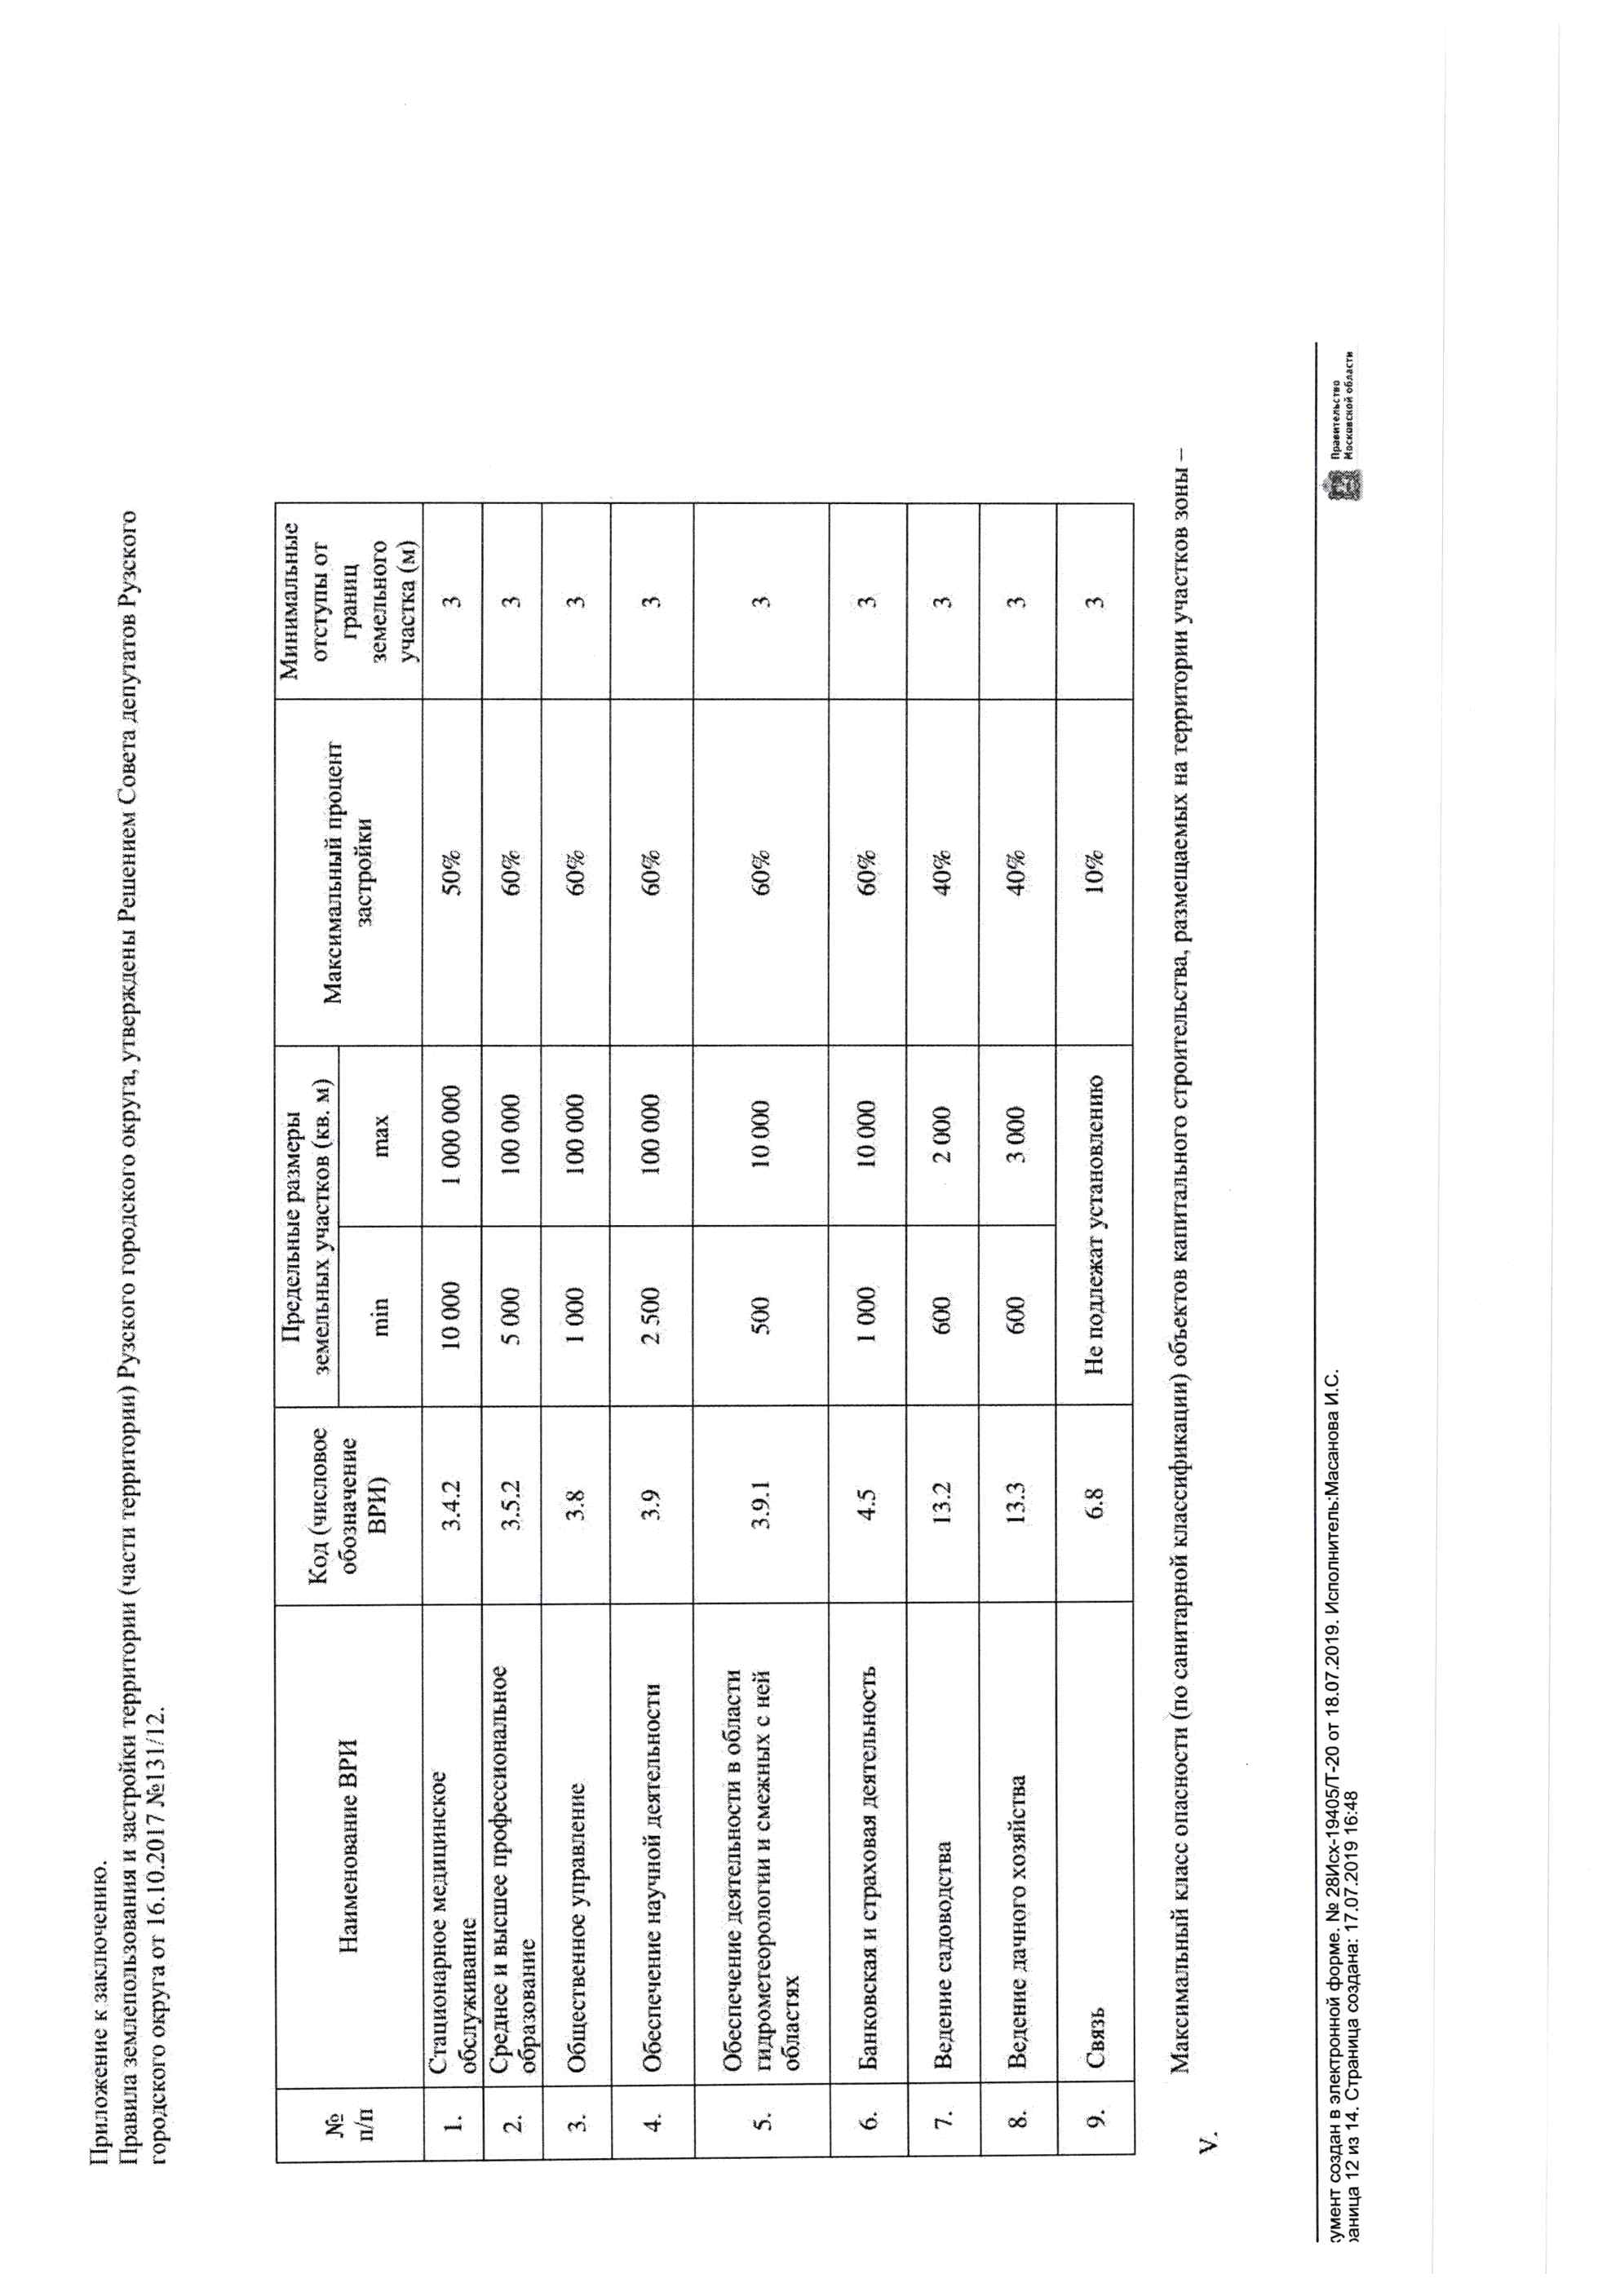 Приложение к заключению.
Правила землепользования и застройки территории (части территории) Рузского городского округа, утверждены Решением Совета депутатов Рузского
городского округа от 16.10.2017 №131/12.
№
п/п
Наименование ВРИ
Код (числовое
обозначение
ВРИ)
Предельные размеры
земельных участков (кв. м)
min
max
Максимальный процент
застройки
Минимальные
отступы от
границ
земельного
участка (м)
1. Стационарное медицинское
обслуживание
3.4.2 10 000 1 000 000 50% 3
2. Среднее и высшее профессиональное
образование
3.5.2 5 000 100 000 60% 3
3. Общественное управление 3.8 1 000 100 000 60% 3
4. Обеспечение научной деятельности 3.9 2 500 100 000 60% 3
5. Обеспечение деятельности в области
гидрометеорологии и смежных с ней
областях
3.9.1 500 10 000 60% 3
6. Банковская и страховая деятельность 4.5 1 000 10 000 60% 3
7. Ведение садоводства 13.2 600 2 000 40% 3
8. Ведение дачного хозяйства 13.3 600 3 000 40% 3
9. Связь 6.8 Не подлежат установлению 10% 3
Максимальный класс опасности (по санитарной классификации) объектов капитального строительства, размещаемых на территории участков зоны –
V.
умент создан в электронной форме. № 28Исх-19405/Т-20 от 18.07.2019. Исполнитель:Масанова И.С.
аница 12 из 14. Страница создана: 17.07.2019 16:48
Правительство
Московской области